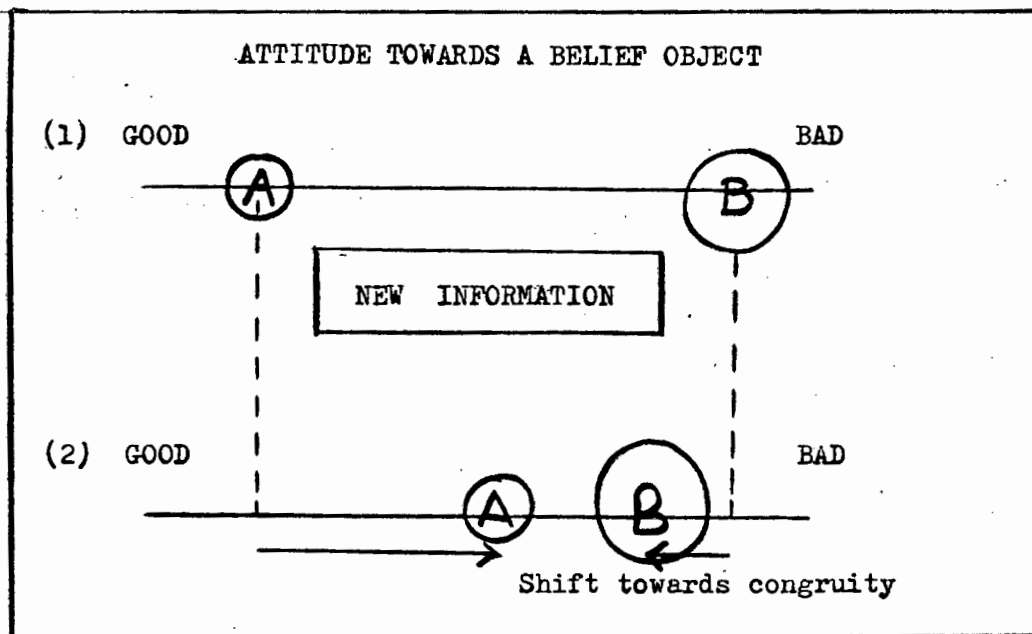 ATTITUDE TOWARDS A BELIEF OBJECT
(1) GOOD BAD
A B
NEW INFORMATION
(2) GOOD BAD
A B
Shift towards congruity